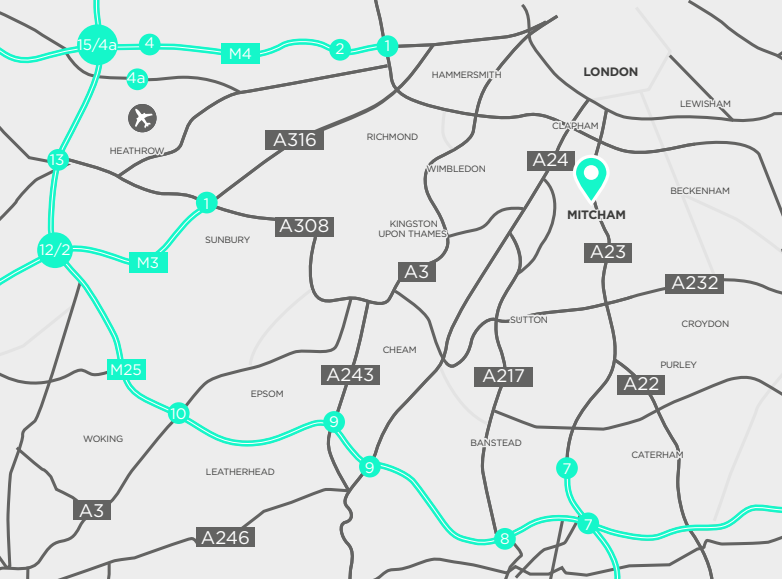 15/4a
4
M4
2
1
HAMMERSMITH
LONDON
4a
LEWISHAM
CLAPHAM
A316
RICHMOND
HEATHROW
13
A24
WIMBLEDON
BECKENHAM
1
MITCHAM
A308
KINGSTON
UPON THAMES
SUNBURY
12/2
A23
M3
A3
A232
SUTTON
CROYDON
CHEAM
PURLEY
M25
A243
A217
A22
EPSOM
10
9
WOKING
BANSTEAD
CATERHAM
LEATHERHEAD
9
7
A3
7
A246
8